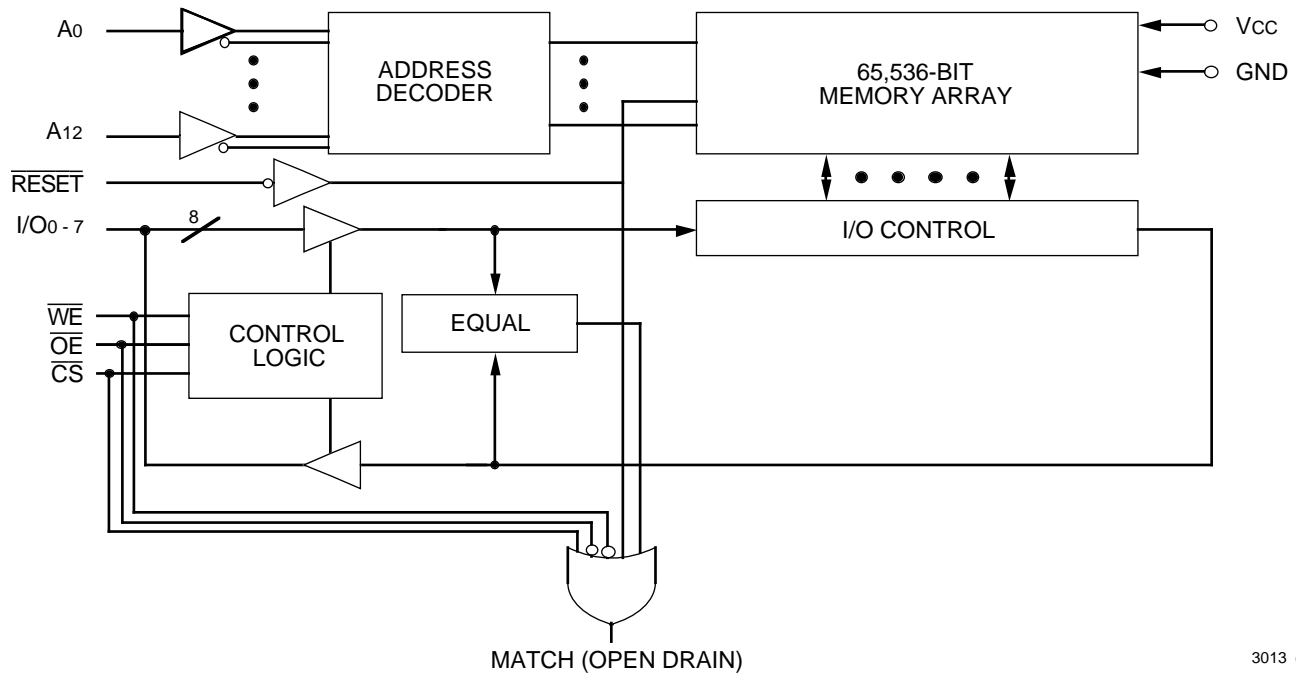 A0
VCC
ADDRESS
DECODER
65,536-BIT
MEMORY ARRAY
GND
A12
RESET
I/O0 - 7
8
I/O CONTROL
WE
OE
CS
CONTROL
LOGIC
EQUAL
MATCH (OPEN DRAIN)
3013